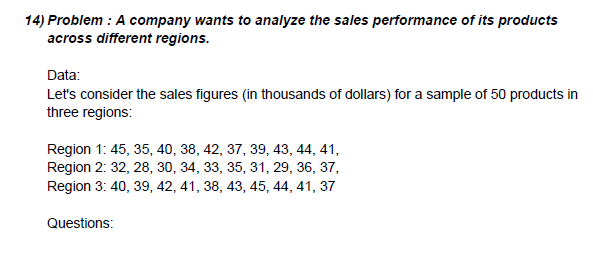 14) Problem : A company wants to analyze the sales performance of its products
across different regions.
Data:
Let's consider the sales figures (in thousands of dollars) for a sample of 50 products in
three regions:
Region 1: 45, 35, 40, 38, 42, 37, 39, 43, 44, 41,
Region 2: 32, 28, 30, 34, 33, 35, 31, 29, 36, 37,
Region 3: 40, 39, 42, 41, 38, 43, 45, 44, 41, 37
Questions: